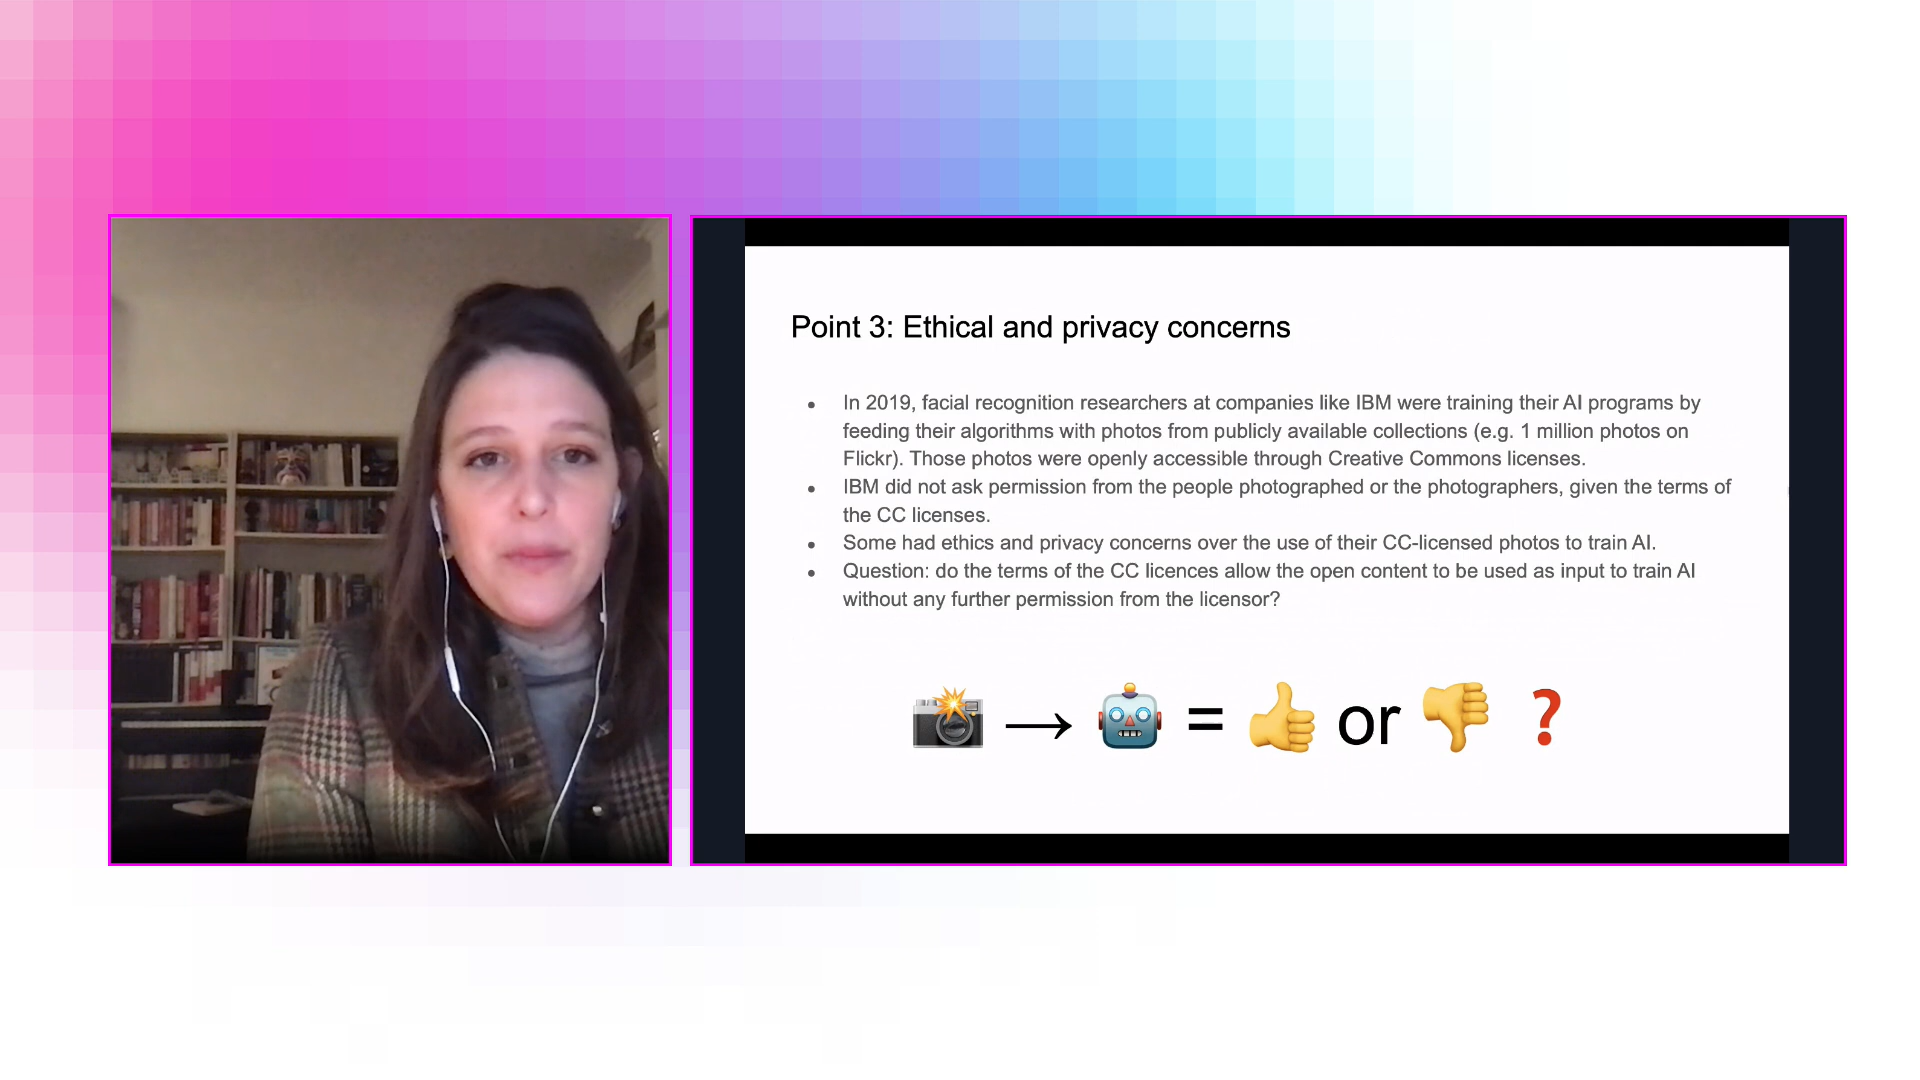 Point 3: Ethical and privacy concerns
In 2019, facial recognition researchers at companies like IBM were training their AI programs by
feeding their algorithms with photos from publicly available collections (e.g. 1 million photos on
Flickr). Those photos were openly accessible through Creative Commons licenses.
IBM did not ask permission from the people photographed or the photographers, given the terms of
the CC licenses.
Some had ethics and privacy concerns over the use of their CC-licensed photos to train AI.
Question: do the terms of the CC licences allow the open content to be used as input to train AI
without any further permission from the licensor?
📸 → 🤖 = 👍 or 👎 ❓